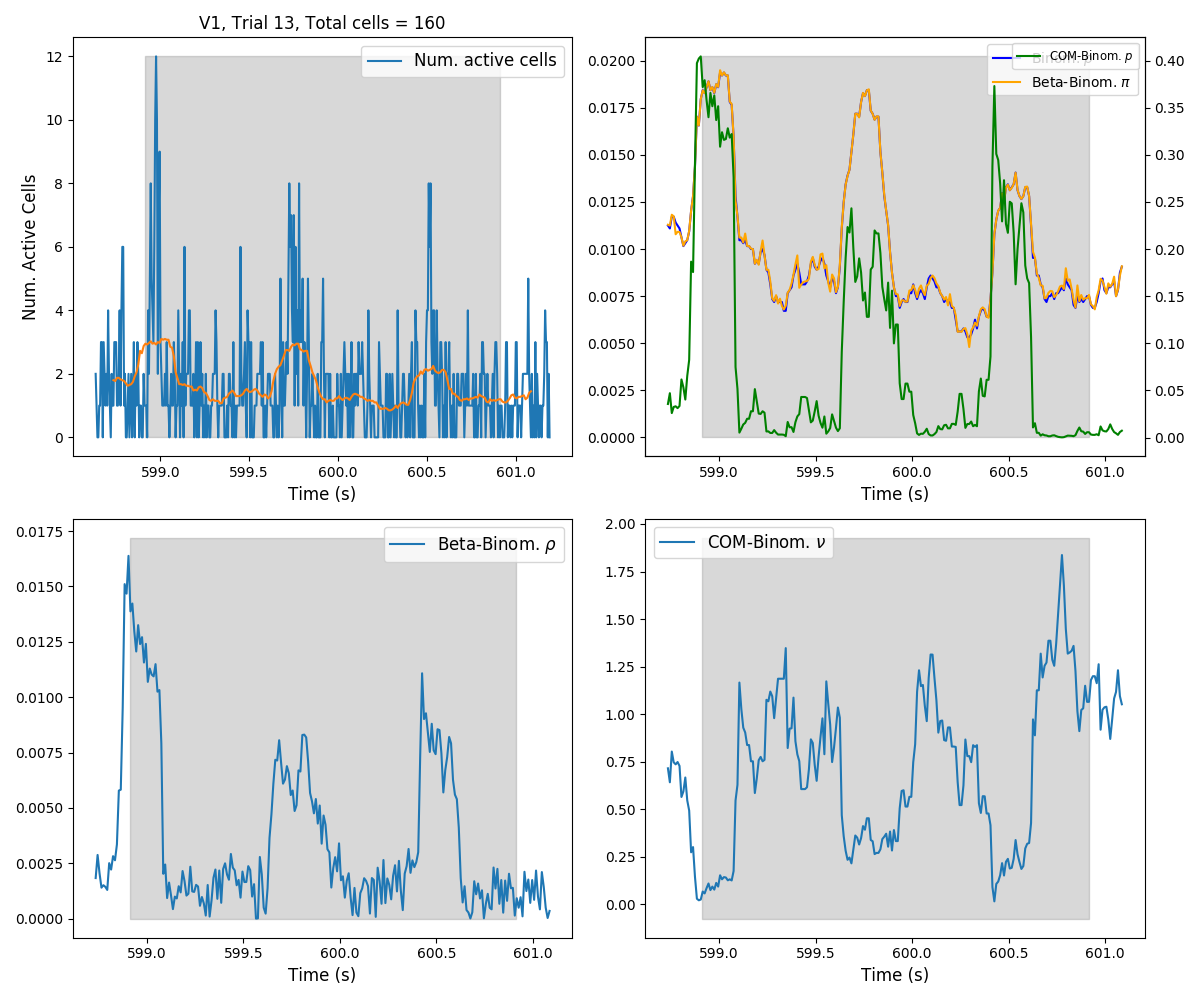 V1, Trial 13, Total cells = 160
Num. active cells
12
10
8
6
4
2
0
Num. Active Cells
599.0 599.5 600.0 600.5 601.0
Time (s)
COM-Binom. p
Beta-Binom. π
0.0200
0.0175
0.0150
0.0125
0.0100
0.0075
0.0050
0.0025
0.0000
0.40
0.35
0.30
0.25
0.20
0.15
0.10
0.05
0.00
599.0 599.5 600.0 600.5 601.0
Time (s)
Beta-Binom. ρ
0.0175
0.0150
0.0125
0.0100
0.0075
0.0050
0.0025
0.0000
599.0 599.5 600.0 600.5 601.0
Time (s)
COM-Binom. ν
2.00
1.75
1.50
1.25
1.00
0.75
0.50
0.25
0.00
599.0 599.5 600.0 600.5 601.0
Time (s)